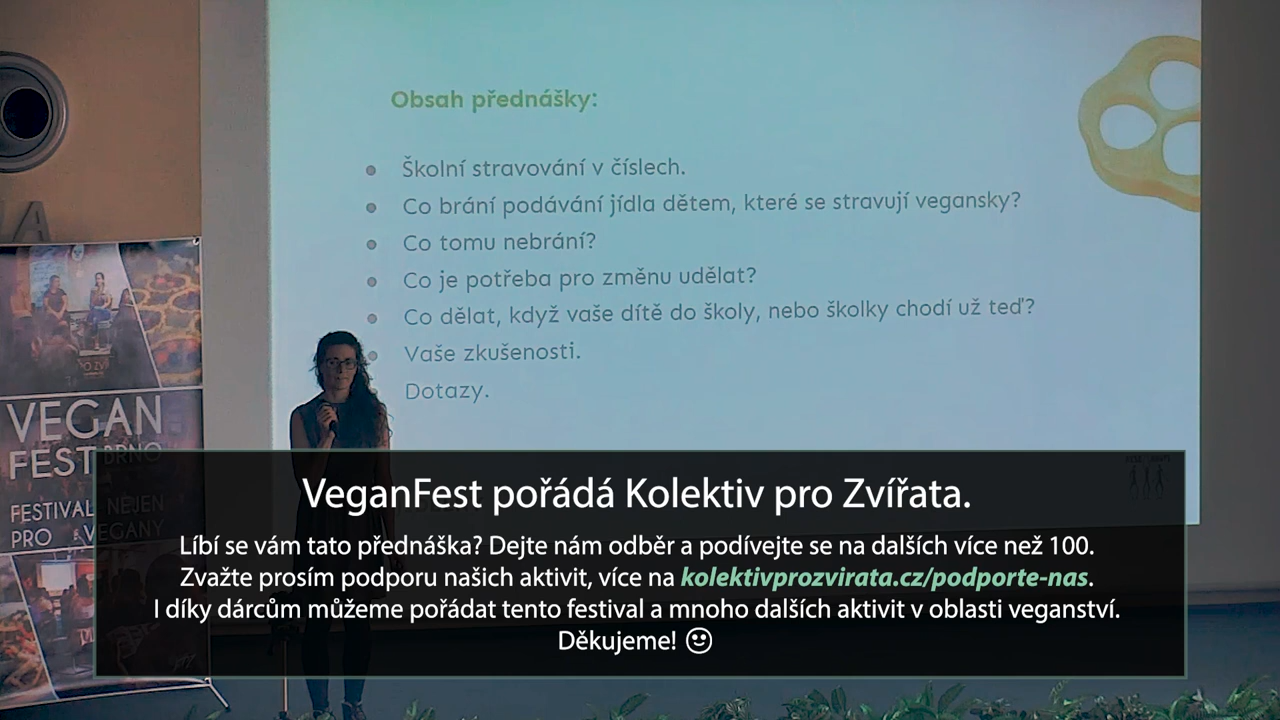 Obsah přednášky:
Školní stravování v číslech.
Co brání podávání jídla dětem, které se stravují vegansky?
Co tomu nebrání?
Co je potřeba pro změnu udělat?
Co dělat, když vaše dítě do školy, nebo školky chodí už teď?
Vaše zkušenosti.
Dotazy.
VEGAN
FEST BRNO
FESTIVAL NEJEN
PRO VEGANY
VeganFest pořádá Kolektiv pro Zvířata.
Líbí se vám tato přednáška? Dejte nám odběr a podívejte se na dalších více než 100.
Zvažte prosím podporu našich aktivit, více na kolektivprozvirata.cz/podporte-nas.
I díky dárcům můžeme pořádat tento festival a mnoho dalších aktivit v oblasti veganství.
Děkujeme!